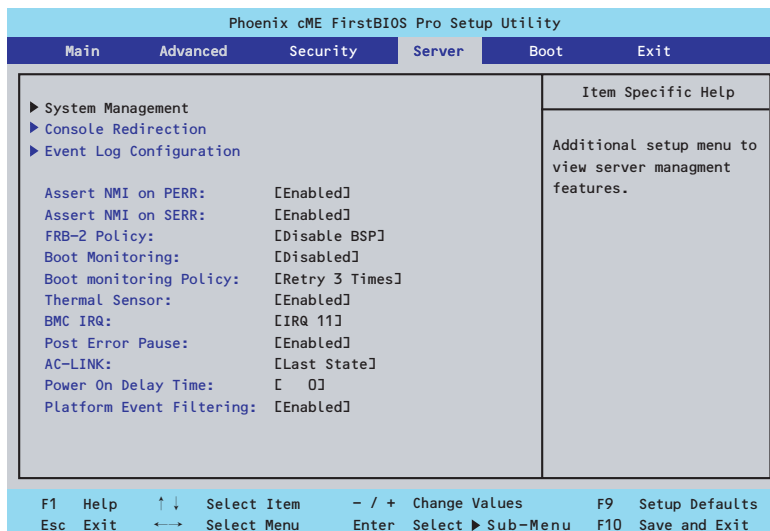 Phoenix cME FirstBIOS Pro Setup Utility
Main Advanced Security Server Boot Exit
Item Specific Help
▶ System Management
▶ Console Redirection
▶ Event Log Configuration
Additional setup menu to
view server managment
features.
Assert NMI on PERR: [Enabled]
Assert NMI on SERR: [Enabled]
FRB-2 Policy: [Disable BSP]
Boot Monitoring: [Disabled]
Boot monitoring Policy: [Retry 3 Times]
Thermal Sensor: [Enabled]
BMC IRQ: [IRQ 11]
Post Error Pause: [Enabled]
AC-LINK: [Last State]
Power On Delay Time: [ 0]
Platform Event Filtering: [Enabled]
F1 Help ↑↓ Select Item - / + Change Values F9 Setup Defaults
Esc Exit ←→ Select Menu Enter Select ▶ Sub-Menu F10 Save and Exit